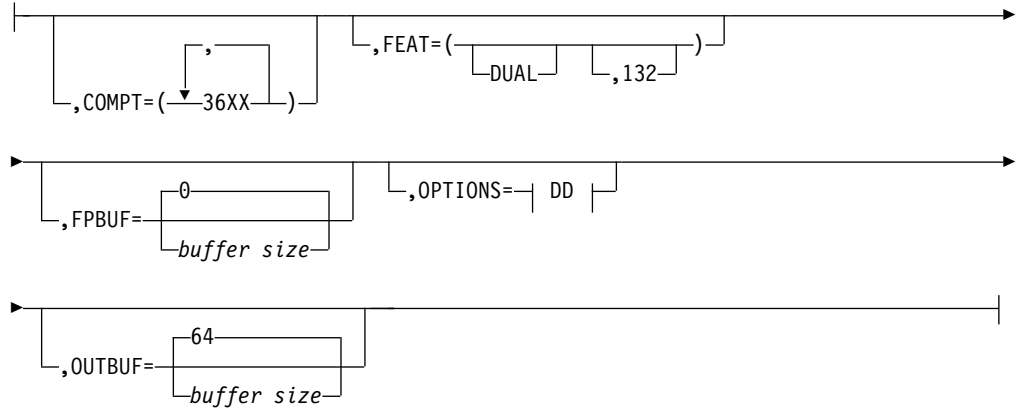 ,COMPT=( 36XX , )
,FEAT=( DUAL ,132 )
,FPBUF= 0
buffer size
,OPTIONS= DD
,OUTBUF= 64
buffer size